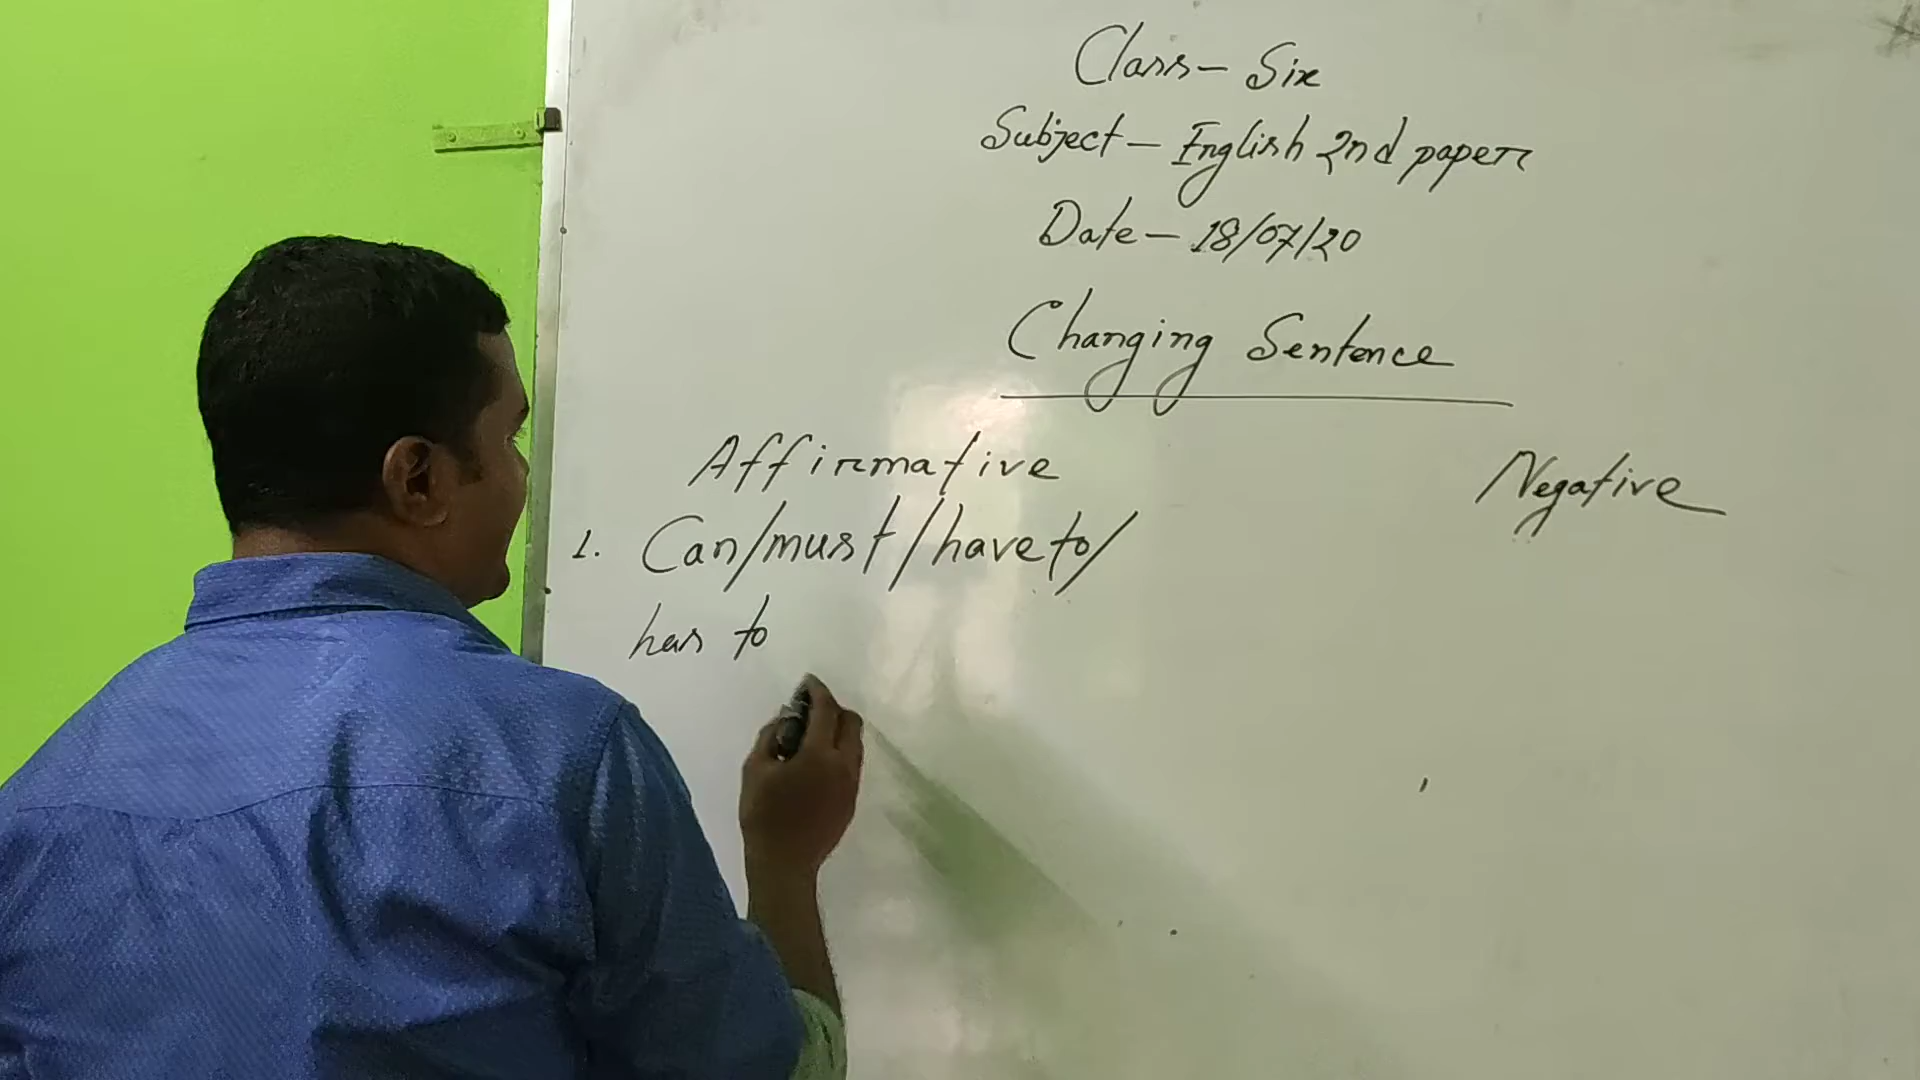 Class - Six
Subject - English 2nd paper
Date - 18/07/20
Changing Sentence
Affirmative Negative
1. Can/must/have to/
has to